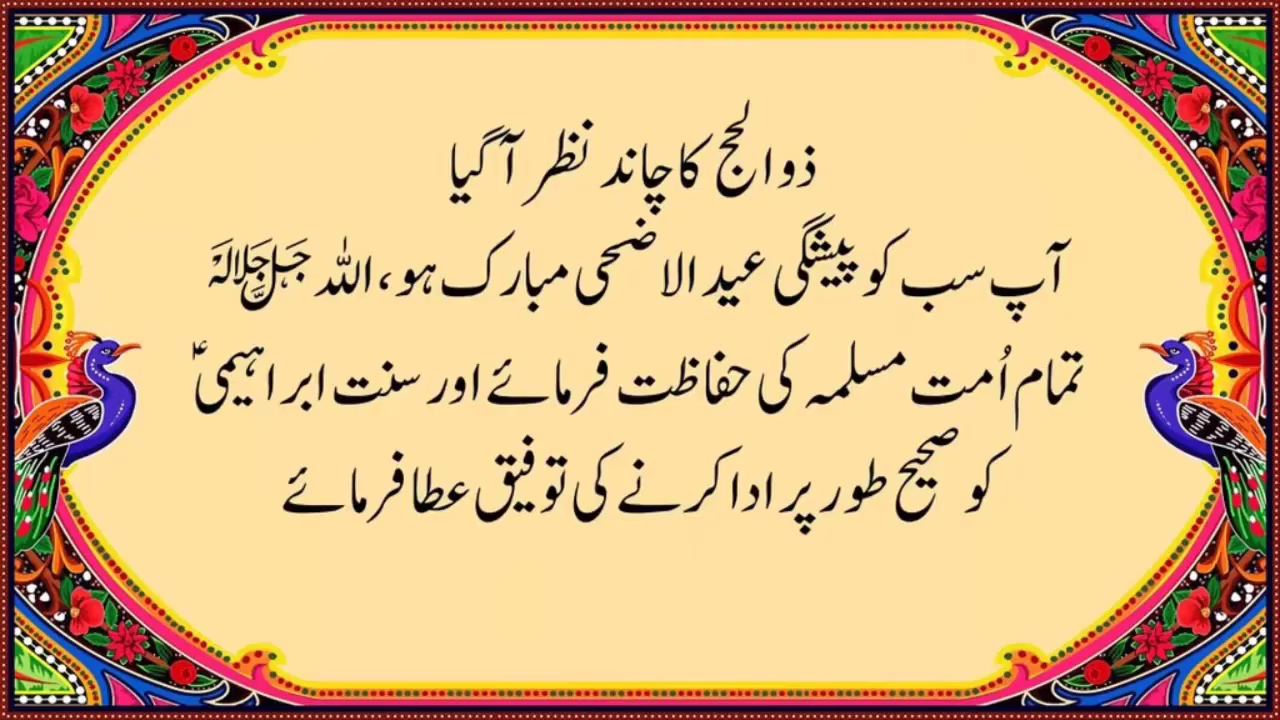 ذوالحج کا چاند نظر آگیا
آپ سب کو پیشگی عید الاضحی مبارک ہو، اللہ جل جلالہ
تمام اُمت مسلمہ کی حفاظت فرمائے اور سنت ابراہیمیؑ
کو صحیح طور پر ادا کرنے کی توفیق عطا فرمائے